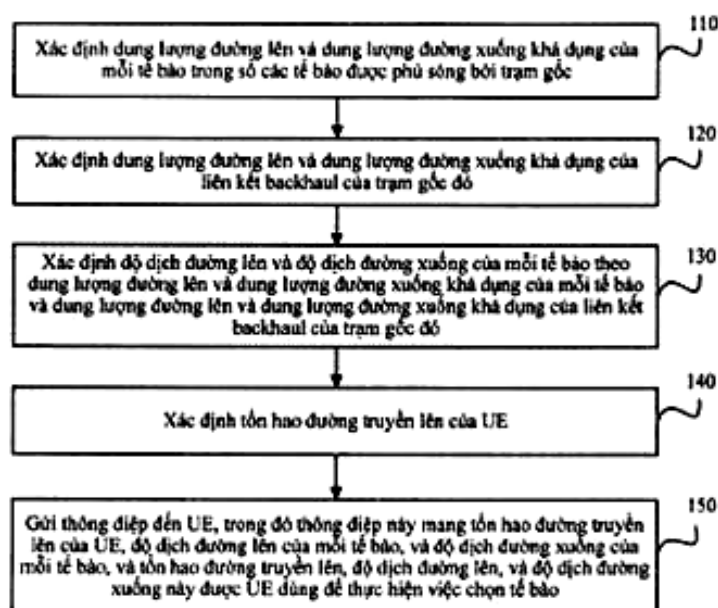 110
Xác định dung lượng đường lên và dung lượng đường xuống khả dụng của
mỗi tế bào trong số các tế bào được phủ sóng bởi trạm gốc
120
Xác định dung lượng đường lên và dung lượng đường xuống khả dụng của
liên kết backhaul của trạm gốc đó
130
Xác định độ dịch đường lên và độ dịch đường xuống của mỗi tế bào theo
dung lượng đường lên và dung lượng đường xuống khả dụng của mỗi tế bào
và dung lượng đường lên và dung lượng đường xuống khả dụng của liên kết
backhaul của trạm gốc đó
140
Xác định tổn hao đường truyền lên của UE
150
Gửi thông điệp đến UE, trong đó thông điệp này mang tổn hao đường truyền
lên của UE, độ dịch đường lên của mỗi tế bào, và độ dịch đường xuống của
mỗi tế bào, và tổn hao đường truyền lên, độ dịch đường lên, và độ dịch đường
xuống này được UE dùng để thực hiện việc chọn tế bào